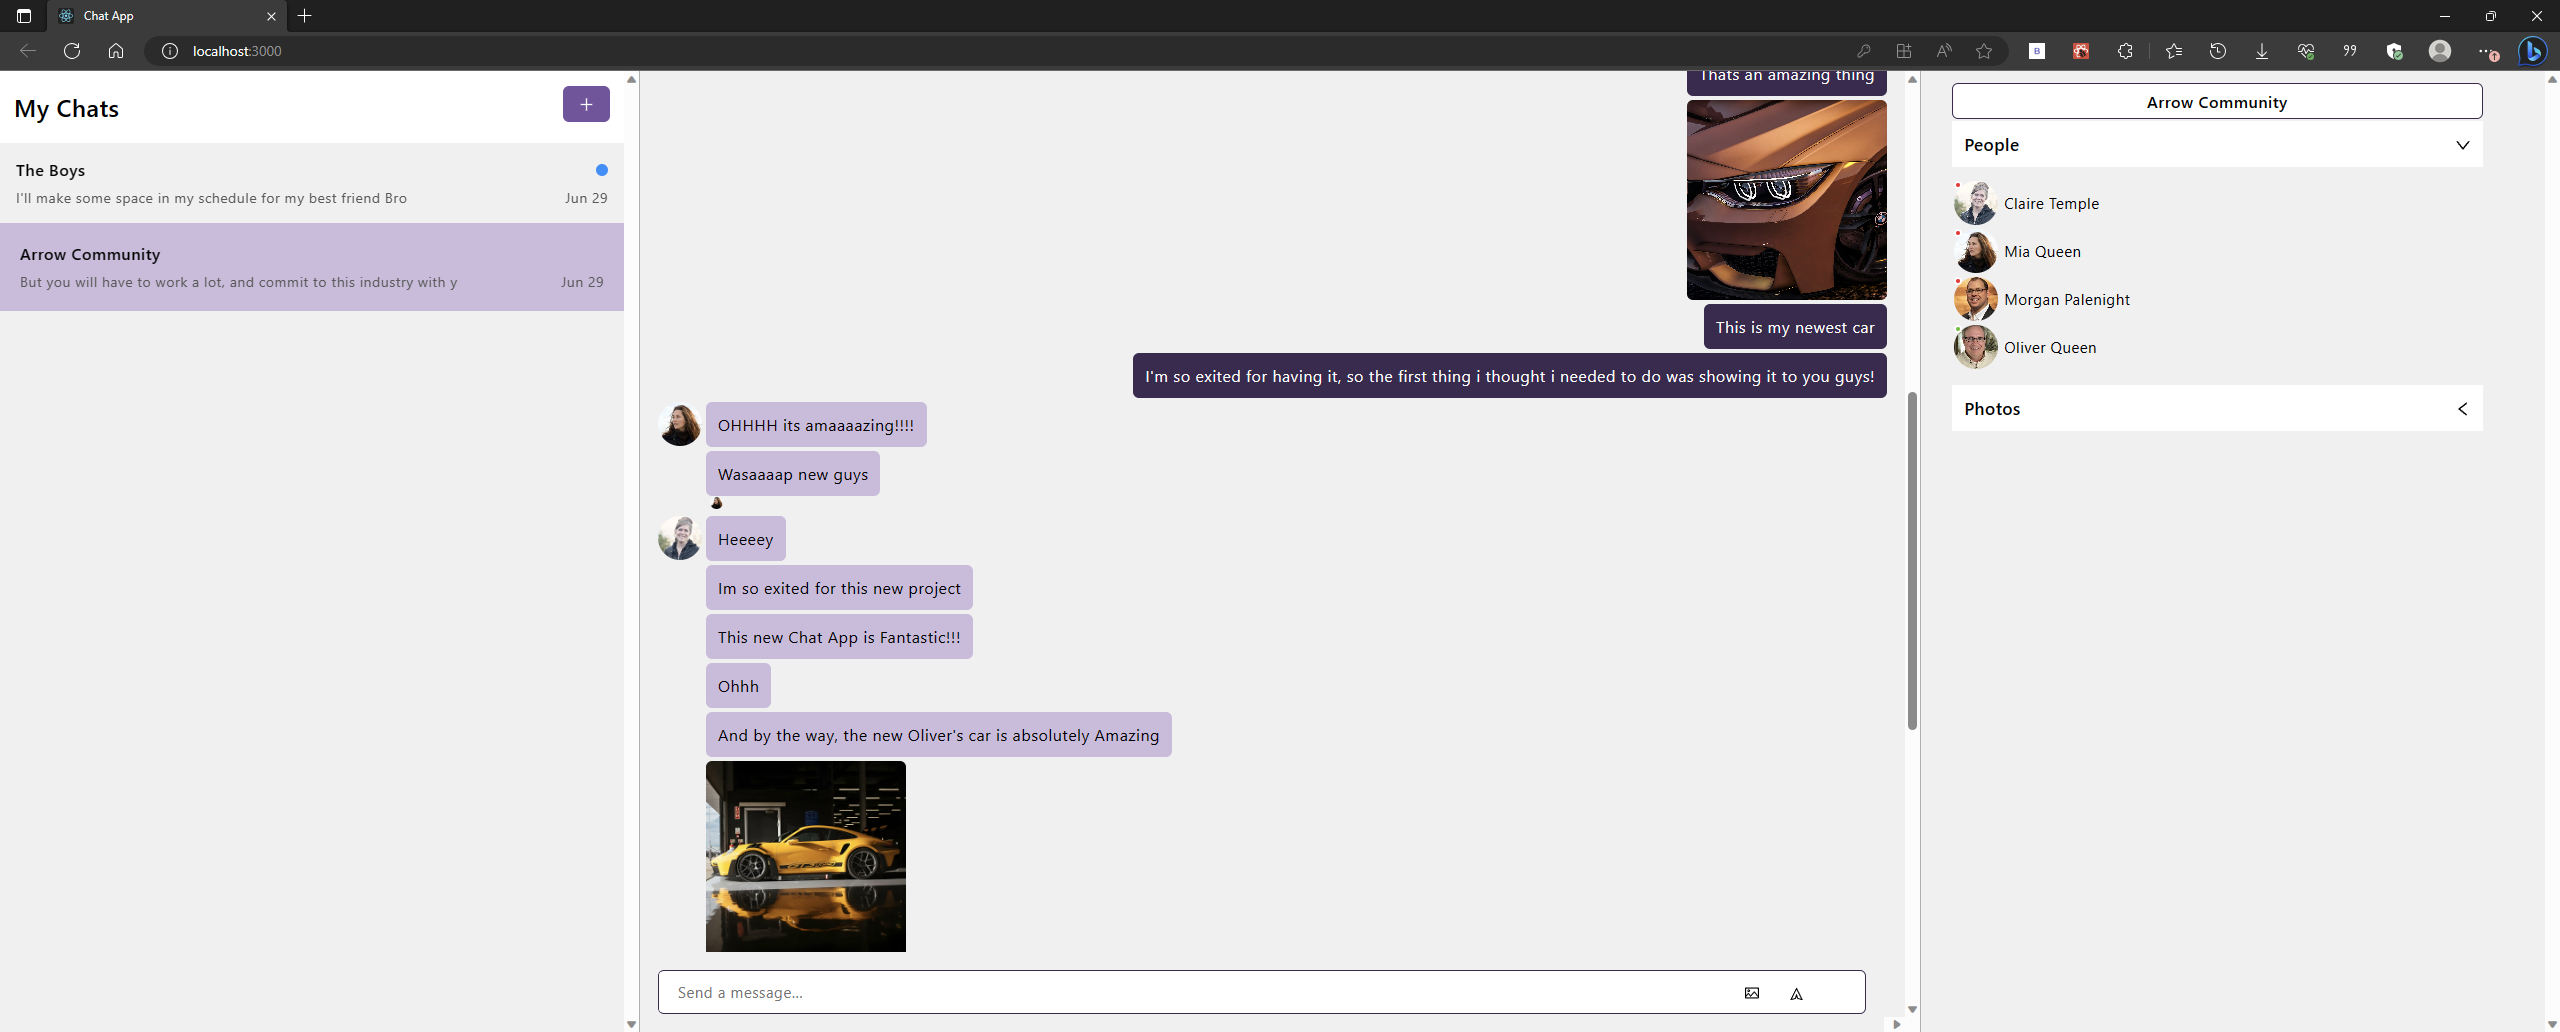 Chat App
localhost:3000
My Chats
+
The Boys
I'll make some space in my schedule for my best friend Bro
Jun 29
Arrow Community
But you will have to work a lot, and commit to this industry with y
Jun 29
Thats an amazing thing
This is my newest car
I'm so exited for having it, so the first thing i thought i needed to do was showing it to you guys!
OHHHH its amaaaazing!!!!
Wasaaaap new guys
Heeeey
Im so exited for this new project
This new Chat App is Fantastic!!!
Ohhh
And by the way, the new Oliver's car is absolutely Amazing
Send a message...
Arrow Community
People
Claire Temple
Mia Queen
Morgan Palenight
Oliver Queen
Photos